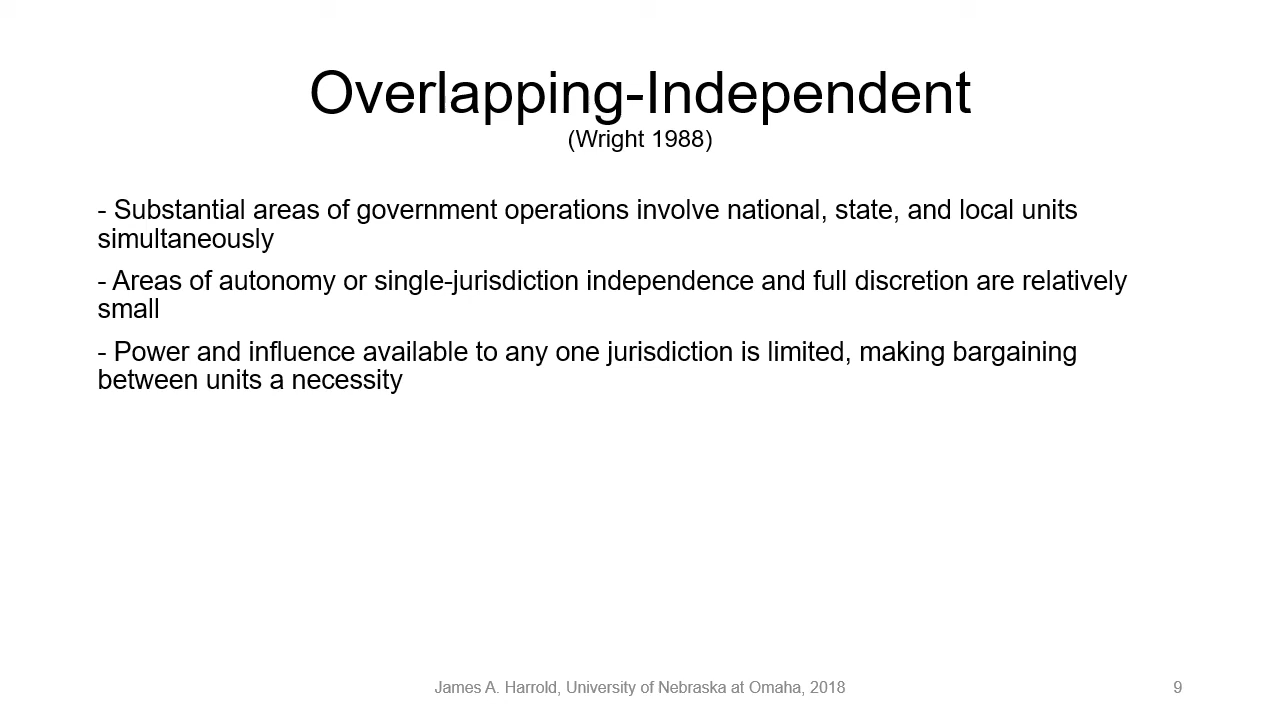 Overlapping-Independent
(Wright 1988)
- Substantial areas of government operations involve national, state, and local units
simultaneously
- Areas of autonomy or single-jurisdiction independence and full discretion are relatively
small
- Power and influence available to any one jurisdiction is limited, making bargaining
between units a necessity
James A. Harrold, University of Nebraska at Omaha, 2018
9